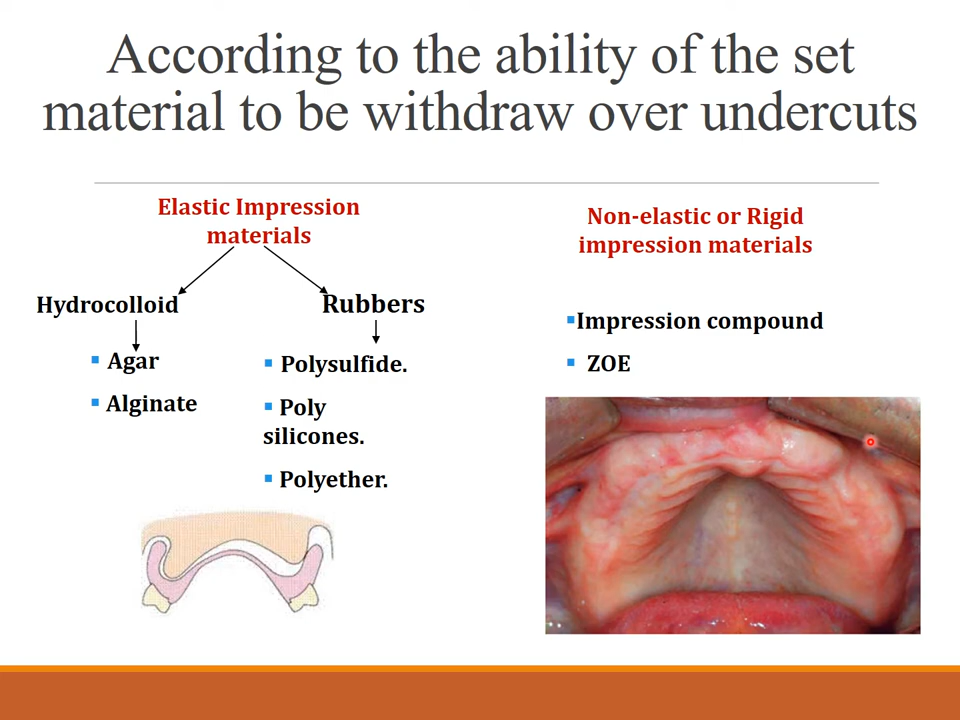 According to the ability of the set
material to be withdraw over undercuts
Elastic Impression
materials
Hydrocolloid
Agar
Alginate
Rubbers
Polysulfide.
Poly
silicones.
Polyether.
Non-elastic or Rigid
impression materials
Impression compound
ZOE